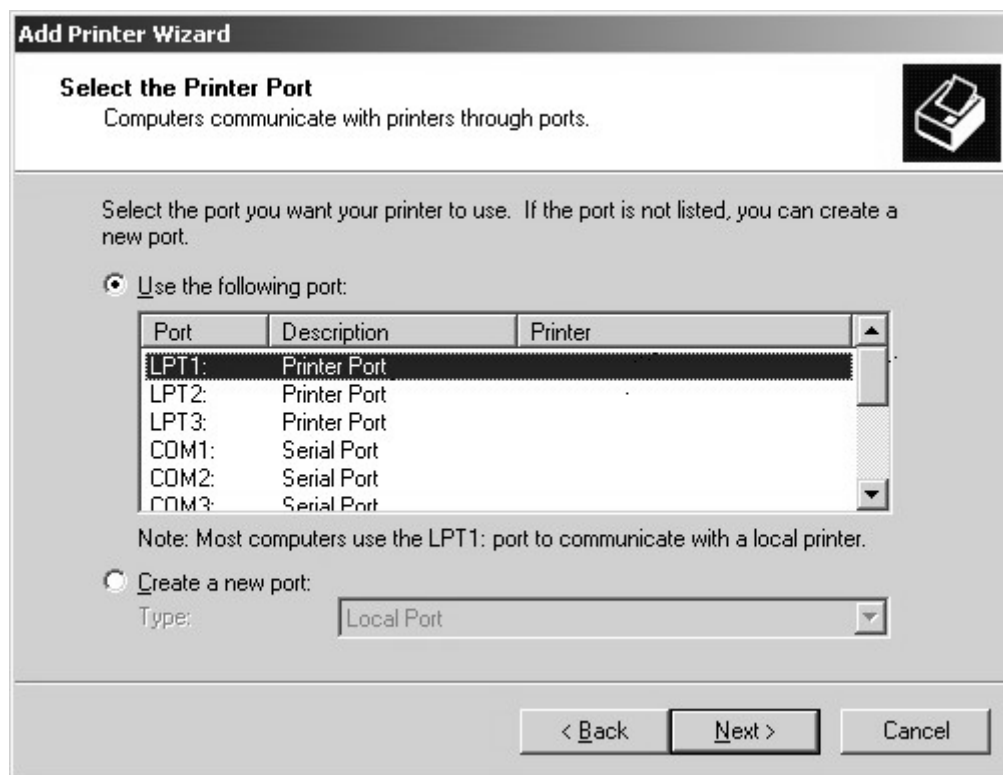 Add Printer Wizard
Select the Printer Port
Computers communicate with printers through ports.
Select the port you want your printer to use. If the port is not listed, you can create a
new port.
Use the following port:
Port Description Printer
LPT1: Printer Port
LPT2: Printer Port
LPT3: Printer Port
COM1: Serial Port
COM2: Serial Port
COM3: Serial Port
Note: Most computers use the LPT1: port to communicate with a local printer.
Create a new port:
Type: Local Port
< Back Next > Cancel